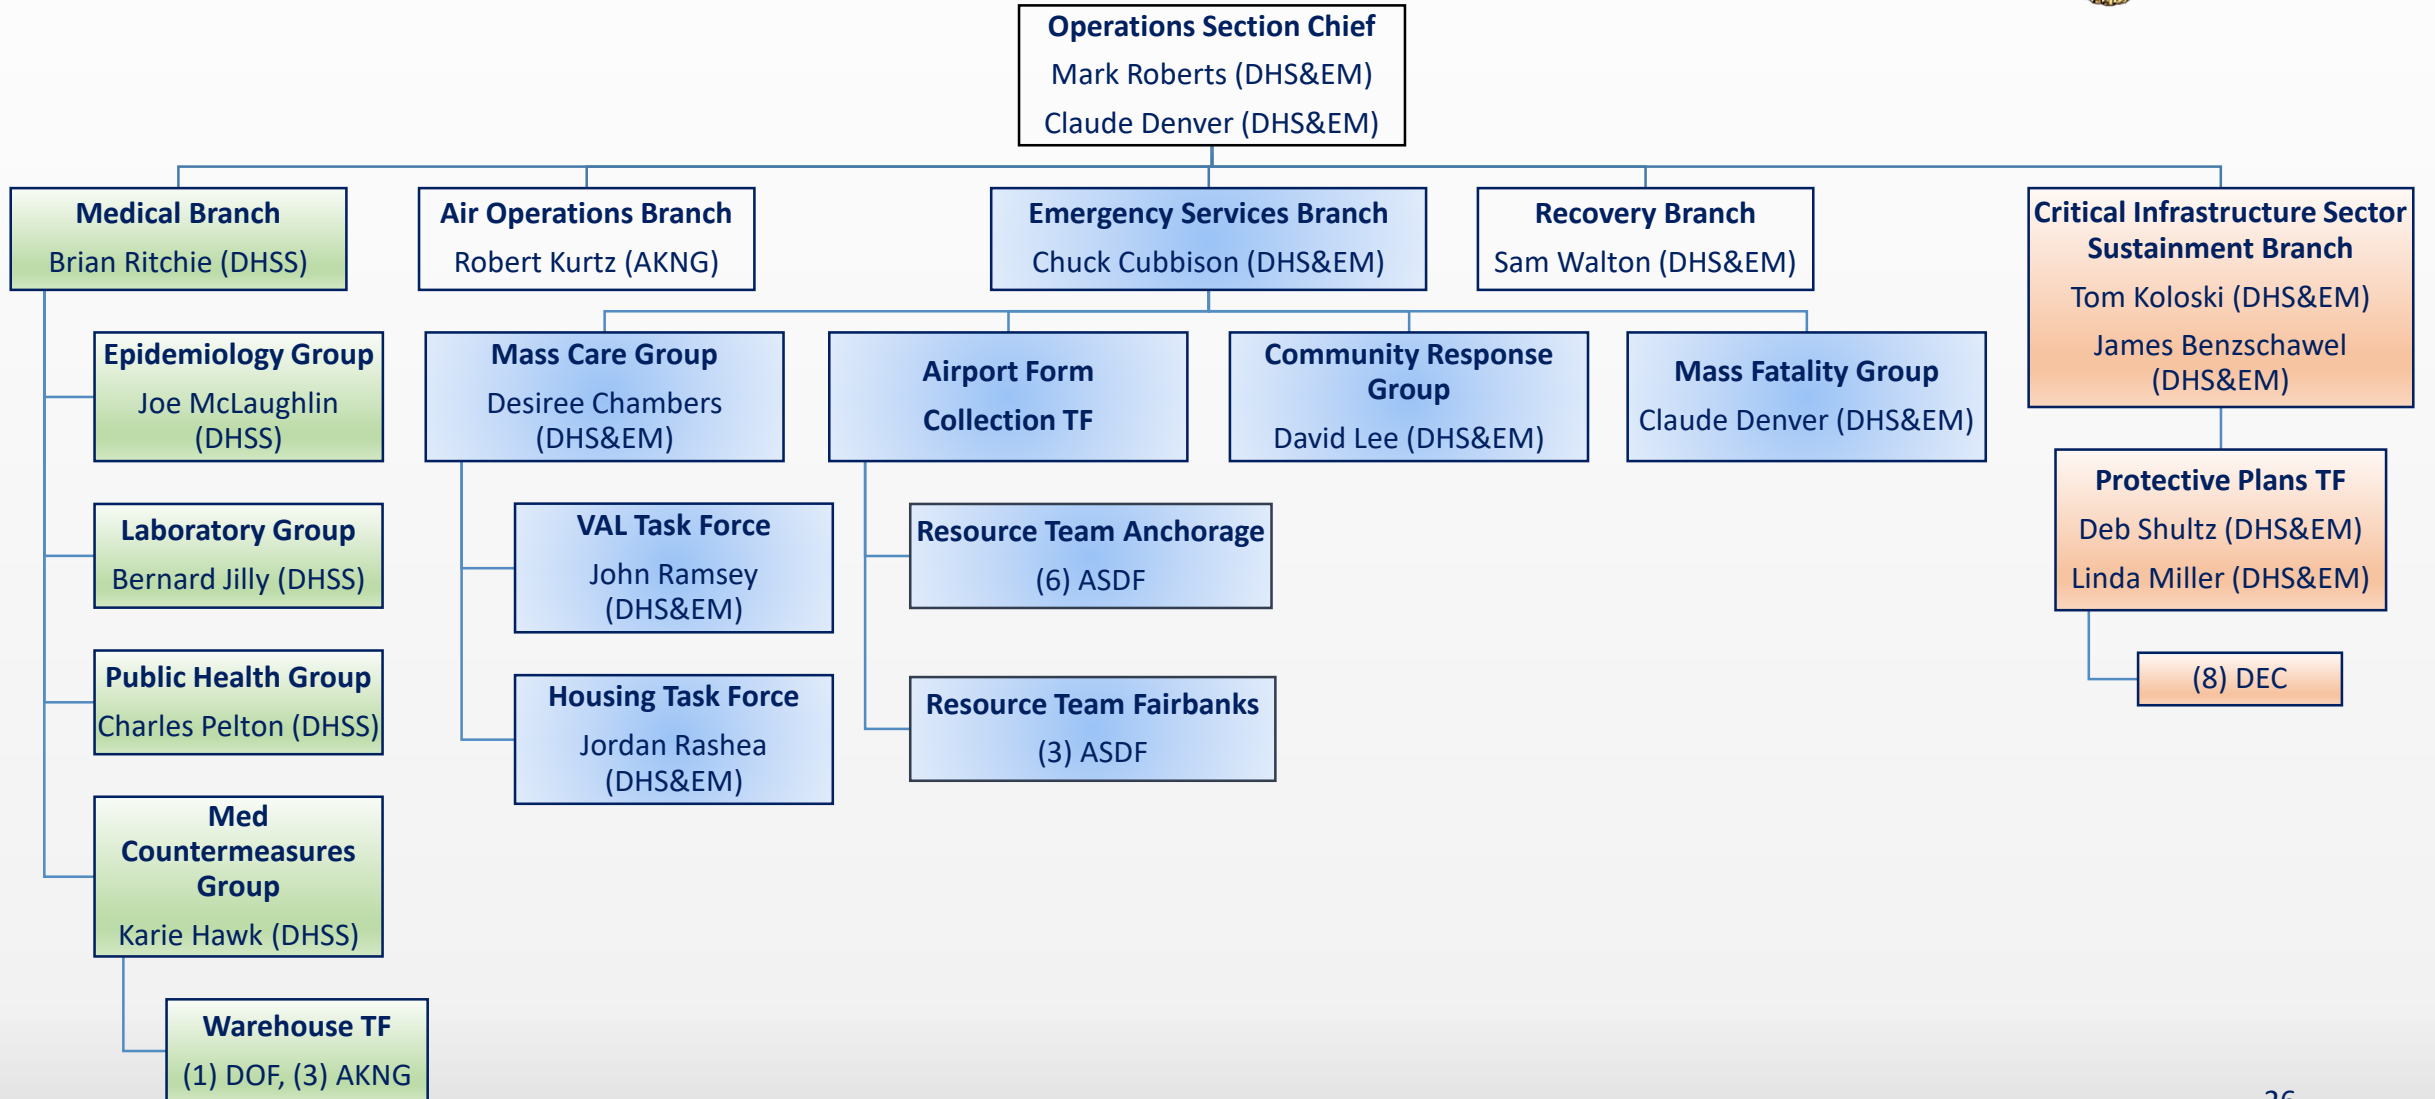 Operations Section Chief
Mark Roberts (DHS&EM)
Claude Denver (DHS&EM)
Medical Branch
Brian Ritchie (DHSS)
Air Operations Branch
Robert Kurtz (AKNG)
Emergency Services Branch
Chuck Cubbison (DHS&EM)
Recovery Branch
Sam Walton (DHS&EM)
Critical Infrastructure Sector
Sustainment Branch
Tom Koloski (DHS&EM)
James Benzschawel
(DHS&EM)
Epidemiology Group
Joe McLaughlin
(DHSS)
Mass Care Group
Desiree Chambers
(DHS&EM)
Airport Form
Collection TF
Community Response
Group
David Lee (DHS&EM)
Mass Fatality Group
Claude Denver (DHS&EM)
Protective Plans TF
Deb Shultz (DHS&EM)
Linda Miller (DHS&EM)
Laboratory Group
Bernard Jilly (DHSS)
VAL Task Force
John Ramsey
(DHS&EM)
Resource Team Anchorage
(6) ASDF
Public Health Group
Charles Pelton (DHSS)
Housing Task Force
Jordan Rashea
(DHS&EM)
Resource Team Fairbanks
(3) ASDF
(8) DEC
Med
Countermeasures
Group
Karie Hawk (DHSS)
Warehouse TF
(1) DOF, (3) AKNG